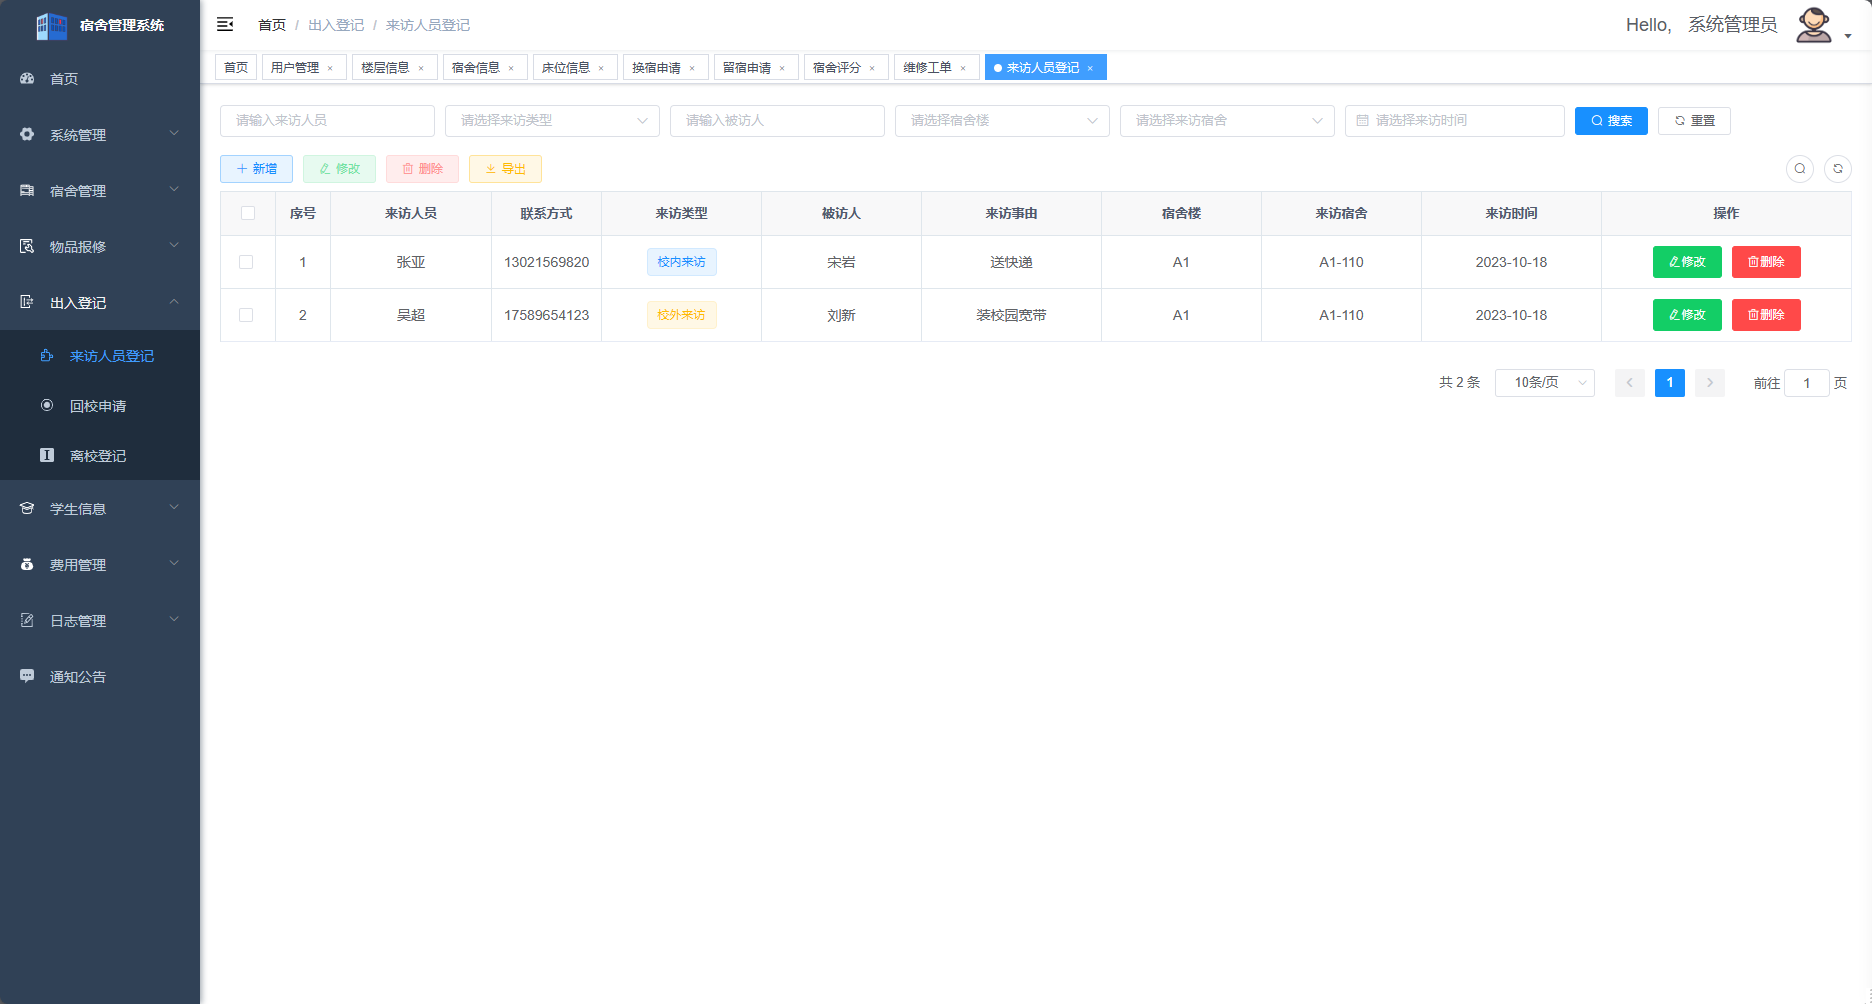 宿舍管理系统
首页 / 出入登记 / 来访人员登记
Hello, 系统管理员
首页
系统管理
宿舍管理
物品报修
出入登记
来访人员登记
回校申请
离校登记
学生信息
费用管理
日志管理
通知公告
首页 用户管理 × 楼层信息 × 宿舍信息 × 床位信息 × 换宿申请 × 留宿申请 × 宿舍评分 × 维修工单 × 来访人员登记 ×
请输入来访人员 请选择来访类型 请输入被访人 请选择宿舍楼 请选择来访宿舍 请选择来访时间 搜索 重置
新增 修改 删除 导出
序号 来访人员 联系方式 来访类型 被访人 来访事由 宿舍楼 来访宿舍 来访时间 操作
1 张亚 13021569820 校内来访 宋岩 送快递 A1 A1-110 2023-10-18 修改 删除
2 吴超 17589654123 校外来访 刘新 装校园宽带 A1 A1-110 2023-10-18 修改 删除
共 2 条 10条/页 1 前往 1 页